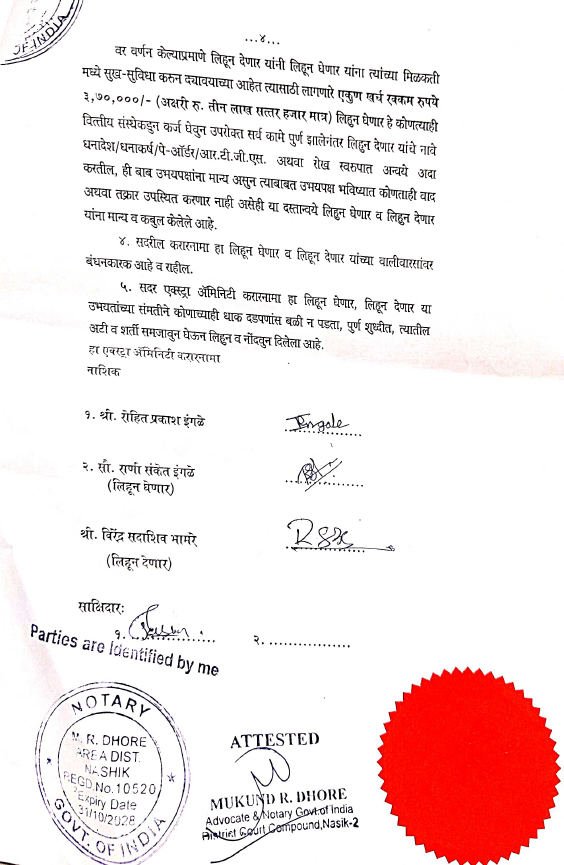 OF INDIA
...४...
वर वर्णन केल्याप्रमाणे लिहून देणार यांनी लिहून घेणार यांना त्यांच्या मिळकती
मध्ये सुख-सुविधा करुन दयावयाच्या आहेत त्यासाठी लागणारे एकुण खर्च रक्कम रुपये
३,७०,०००/- (अक्षरी रु. तीन लाख सत्तर हजार मात्र) लिहुन घेणार हे कोणत्याही
वित्तीय संस्थेकडुन कर्ज घेवुन उपरोक्त सर्व कामे पुर्ण झालेनंतर लिहुन देणार यांचे नावे
धनादेश/धनाकर्ष/पे-ऑर्डर/आर.टी.जी.एस. अथवा रोख स्वरुपात अन्वये अदा
करतील, ही बाब उभयपक्षांना मान्य असुन त्याबाबत उभयपक्ष भविष्यात कोणताही वाद
अथवा तक्रार उपस्थित करणार नाही असेही या दस्तान्वये लिहुन घेणार व लिहुन देणार
यांना मान्य व कबुल केलेले आहे.
४. सदरील करारनामा हा लिहून घेणार व लिहून देणार यांच्या वालीवारसांवर
बंधनकारक आहे व राहील.
५. सदर एक्स्ट्रा ॲमिनिटी करारनामा हा लिहून घेणार, लिहून देणार या
उभयतांच्या संमतीने कोणाच्याही धाक दडपणांस बळी न पडता, पुर्ण शुध्दीत, त्यातील
अटी व शर्ती समजावुन घेऊन लिहुन व नोंदवुन दिलेला आहे.
हा एक्स्ट्रा ॲमिनिटी करारनामा
नाशिक
१. श्री. रोहित प्रकाश इंगळे
Ingale
२. सौ. राणी संकेत इंगळे
(लिहून घेणार)
श्री. विरेंद्र सदाशिव भामरे
(लिहून देणार)
साक्षिदारः
१. ................ २. .................
Parties are Identified by me
NOTARY
M. R. DHORE
AREA DIST.
NASHIK
REGD.No.10520
Expiry Date
31/10/2028
GOVT. OF INDIA
ATTESTED
MUKUND R. DHORE
Advocate & Notary Govt.of India
District Court Compound,Nasik-2